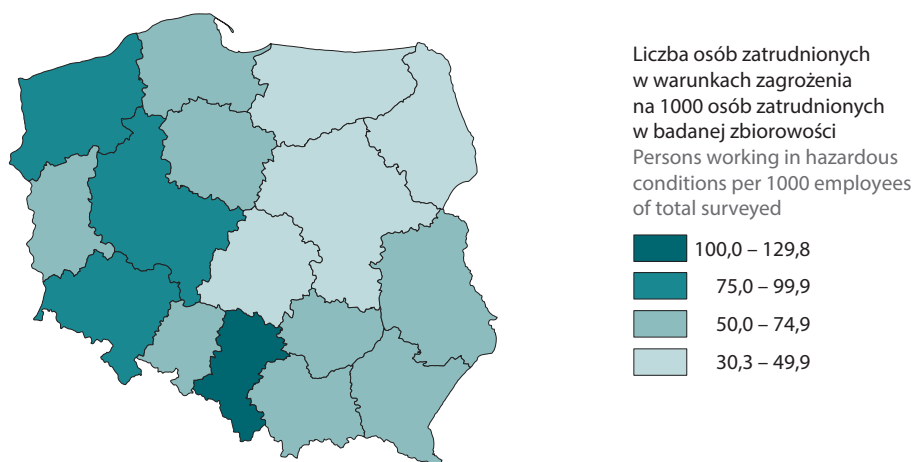 Liczba osób zatrudnionych
w warunkach zagrożenia
na 1000 osób zatrudnionych
w badanej zbiorowości
Persons working in hazardous
conditions per 1000 employees
of total surveyed
100,0 – 129,8
75,0 – 99,9
50,0 – 74,9
30,3 – 49,9